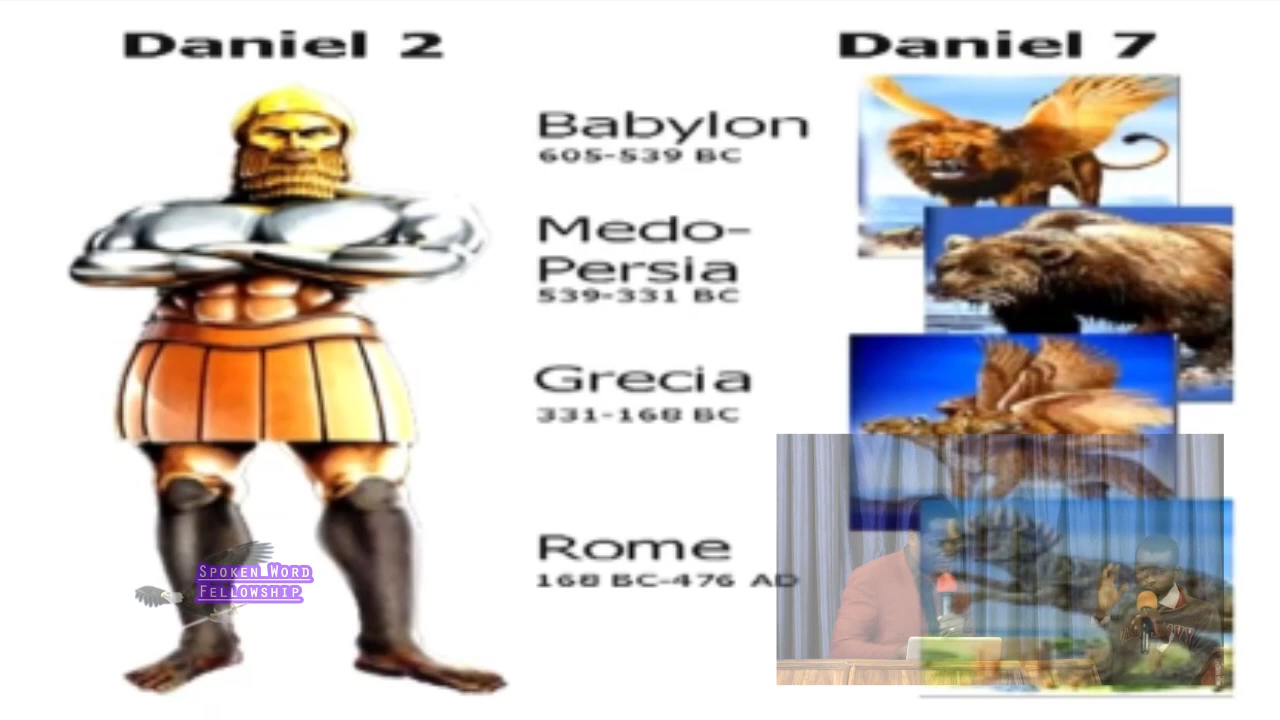 Daniel 2
Daniel 7
Babylon
605-539 BC
Medo-
Persia
539-331 BC
Grecia
331-168 BC
Rome
168 BC-476 AD
Spoken Word
Fellowship